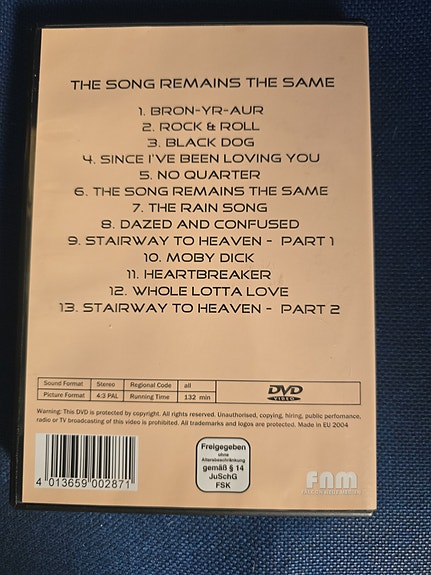 THE SONG REMAINS THE SAME
1. BRON-YR-AUR
2. ROCK & ROLL
3. BLACK DOG
4. SINCE I'VE BEEN LOVING YOU
5. NO QUARTER
6. THE SONG REMAINS THE SAME
7. THE RAIN SONG
8. DAZED AND CONFUSED
9. STAIRWAY TO HEAVEN - PART 1
10. MOBY DICK
11. HEARTBREAKER
12. WHOLE LOTTA LOVE
13. STAIRWAY TO HEAVEN - PART 2
Sound Format Stereo Regional Code all
Picture Format 4:3 PAL Running Time 132 min
DVD
VIDEO
Warning: This DVD is protected by copyright. All rights reserved. Unauthorised, copying, hiring, public perfomance,
radio or TV broadcasting of this video is prohibited. All trademarks and logos are protected. Made in EU 2004
Freigegeben
ohne
Altersbeschränkung
gemäß § 14
JuSchG
FSK
4 013659 002871
fnm
FALCON NEUE MEDIEN